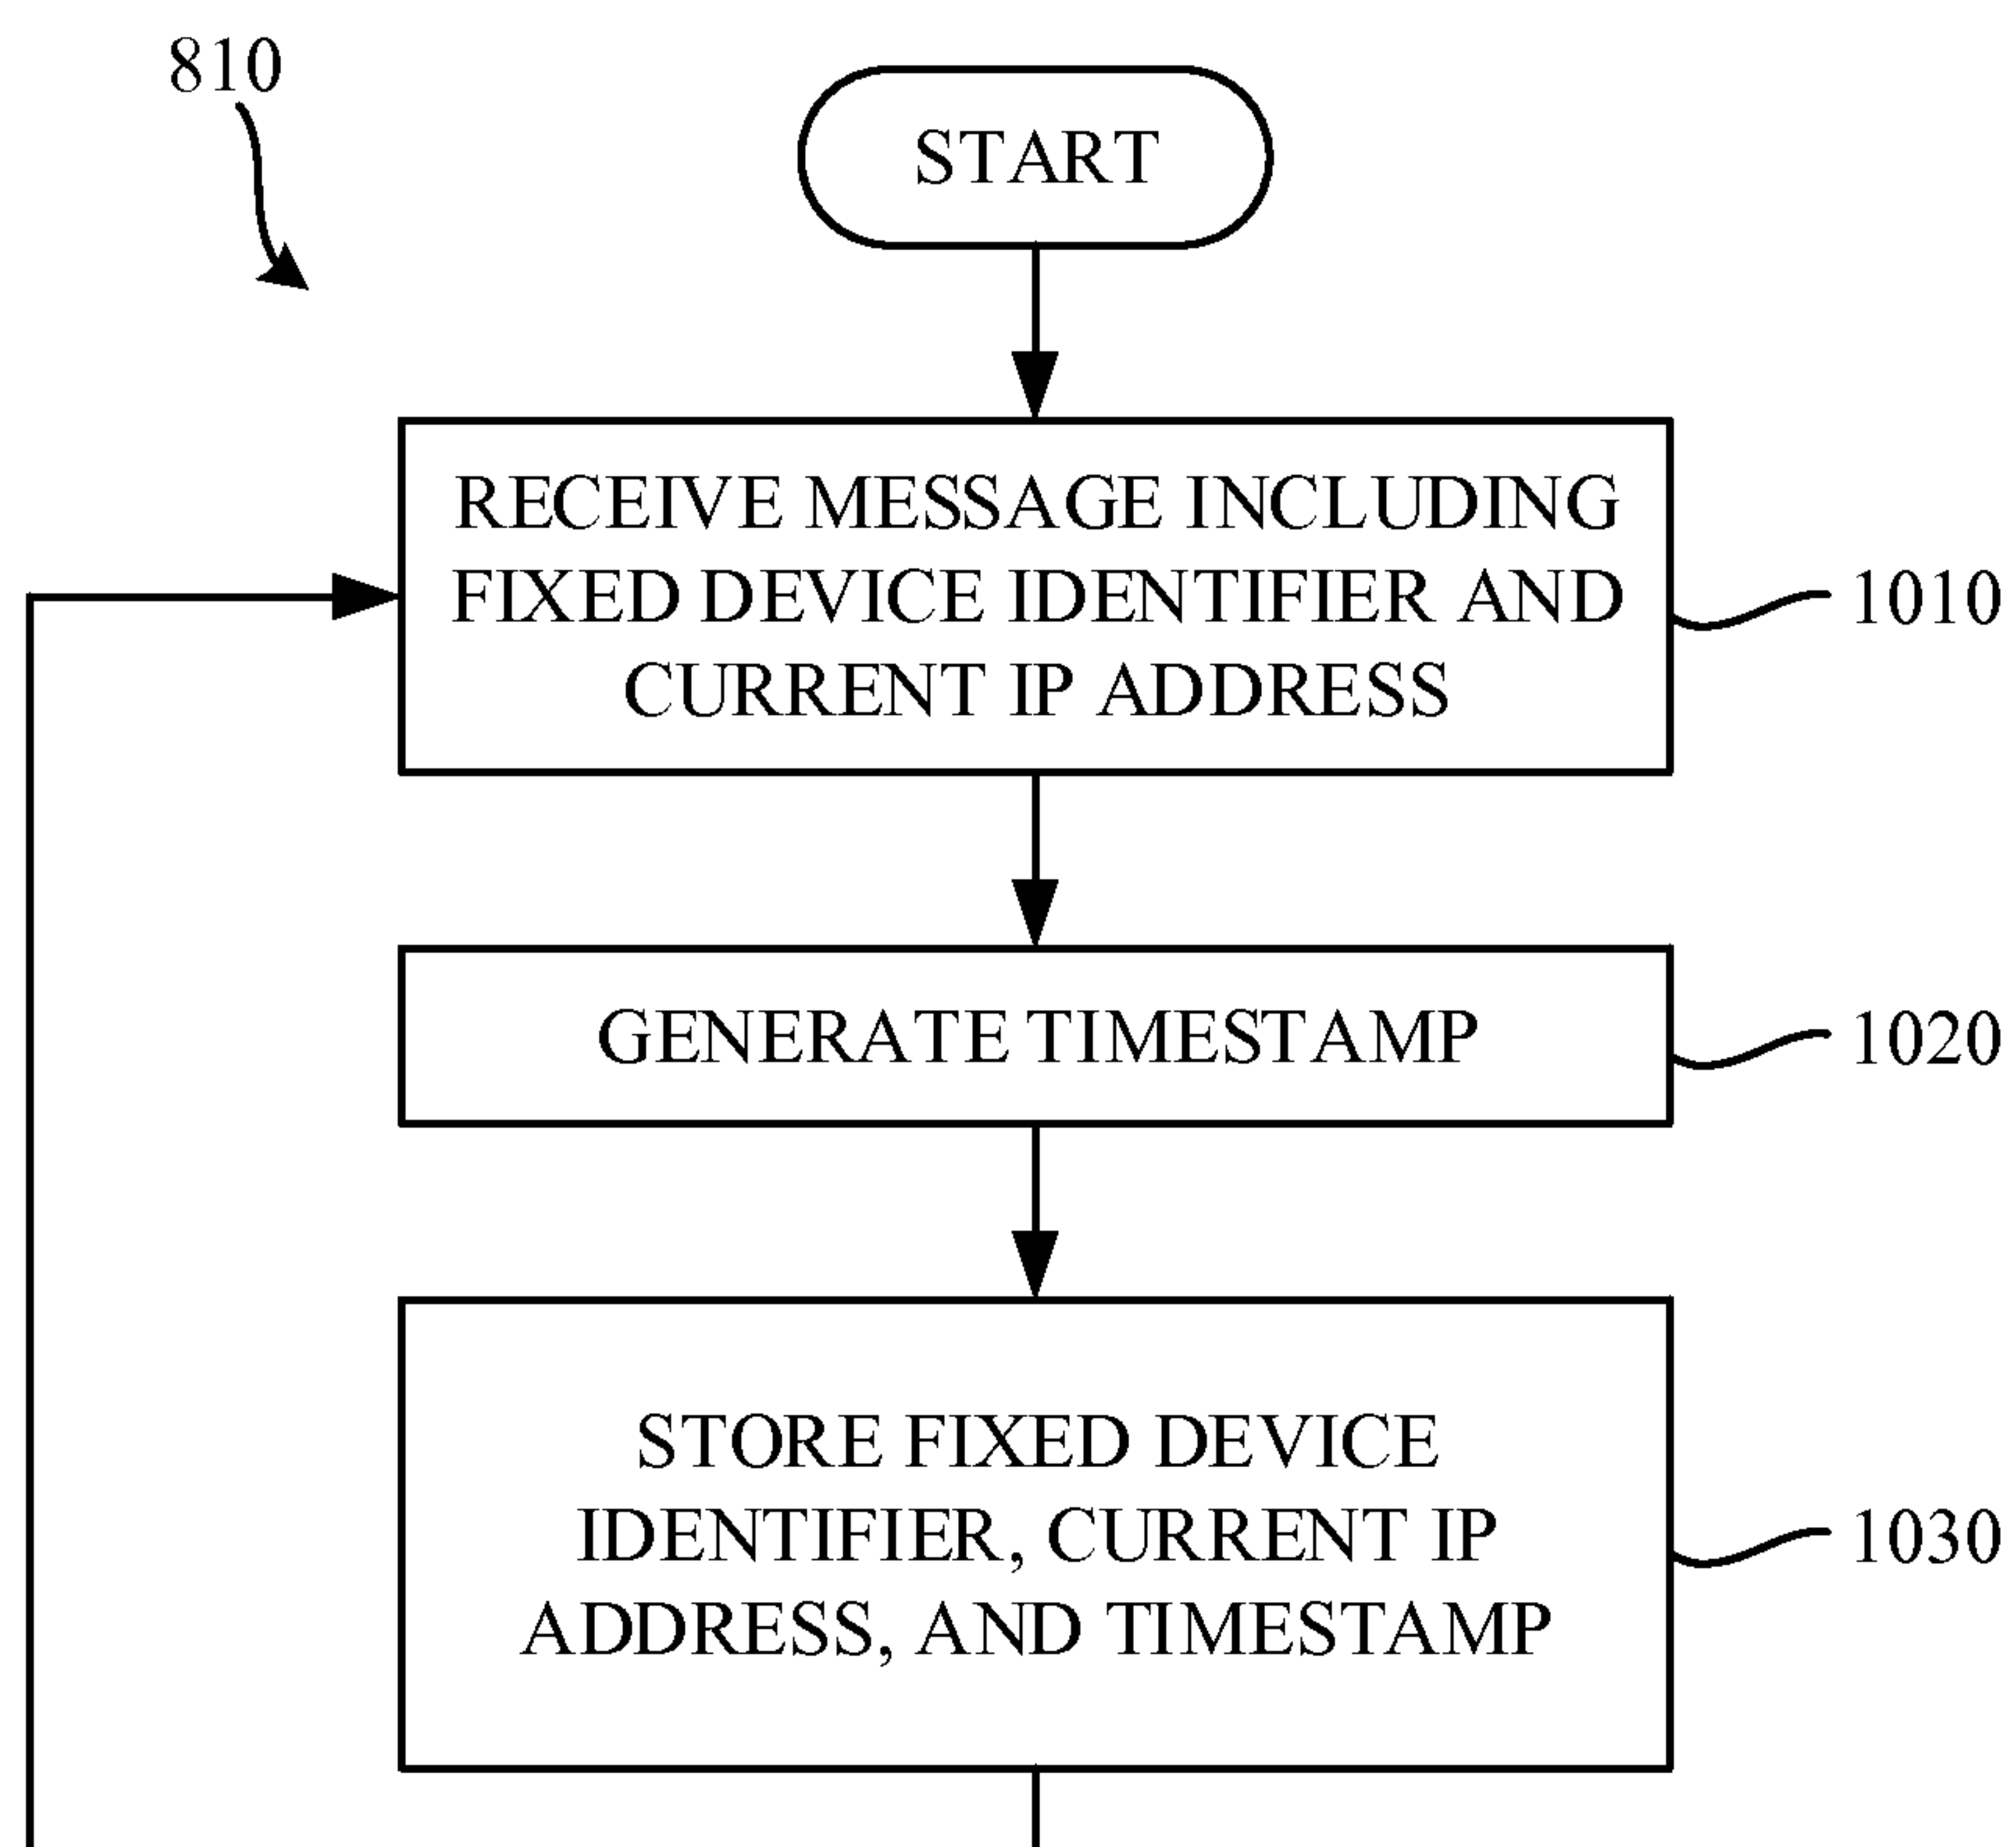 810
START
RECEIVE MESSAGE INCLUDING
FIXED DEVICE IDENTIFIER AND
CURRENT IP ADDRESS
1010
GENERATE TIMESTAMP
1020
STORE FIXED DEVICE
IDENTIFIER, CURRENT IP
ADDRESS, AND TIMESTAMP
1030